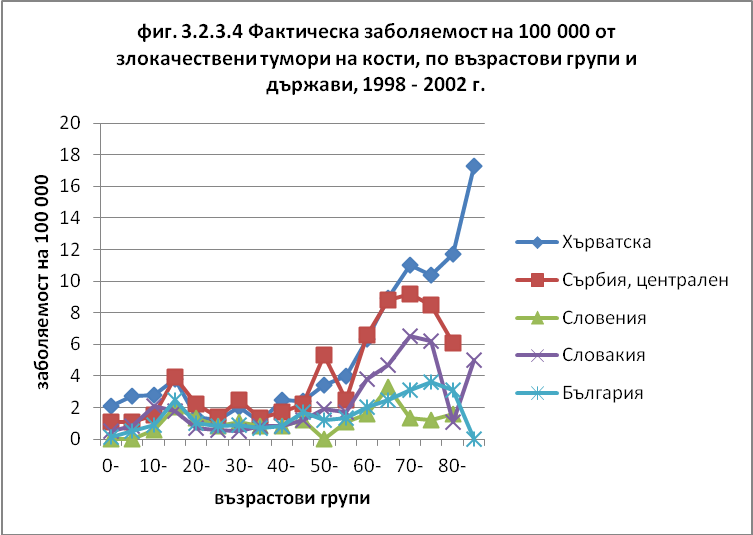 фиг. 3.2.3.4 Фактическа заболяемост на 100 000 от
злокачествени тумори на кости, по възрастови групи и
държави, 1998 - 2002 г.
20
18
16
14
12
10
8
6
4
2
0
заболяемост на 100 000
0- 10- 20- 30- 40- 50- 60- 70- 80-
възрастови групи
Хърватска
Сърбия, централен
Словения
Словакия
България